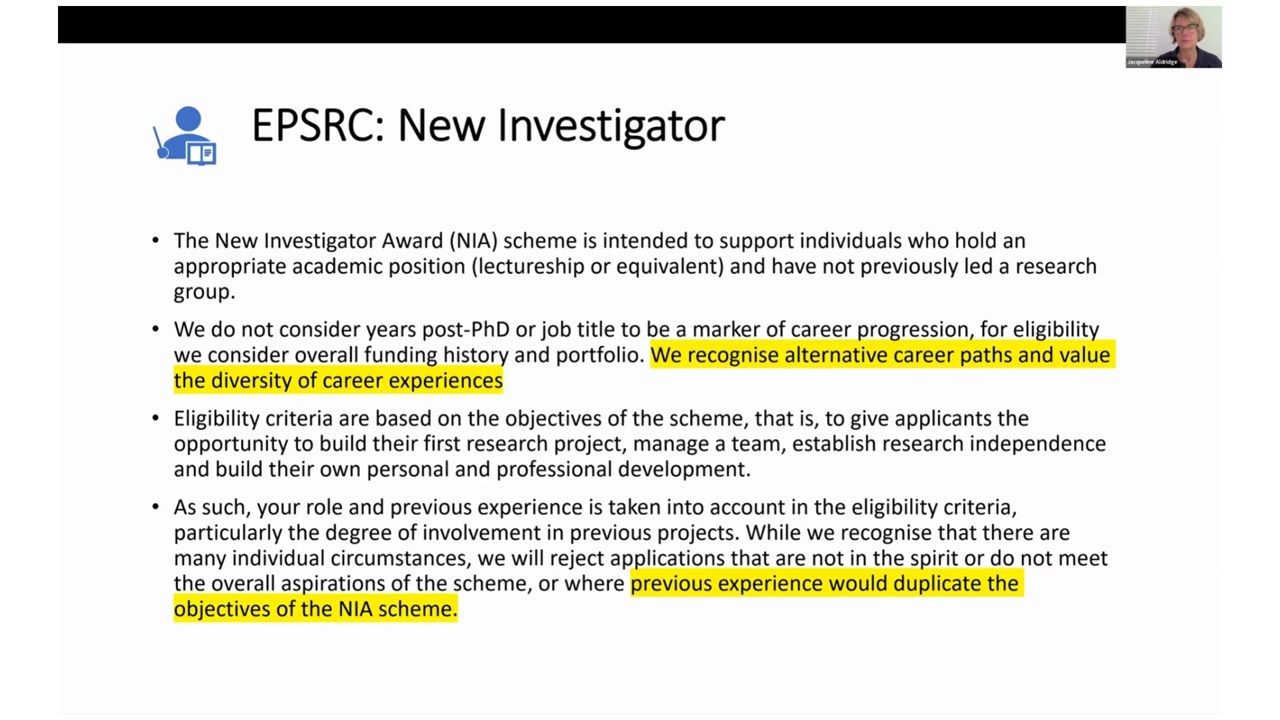 Jacqueline Aldridge
EPSRC: New Investigator
• The New Investigator Award (NIA) scheme is intended to support individuals who hold an
appropriate academic position (lectureship or equivalent) and have not previously led a research
group.
• We do not consider years post-PhD or job title to be a marker of career progression, for eligibility
we consider overall funding history and portfolio. We recognise alternative career paths and value
the diversity of career experiences
• Eligibility criteria are based on the objectives of the scheme, that is, to give applicants the
opportunity to build their first research project, manage a team, establish research independence
and build their own personal and professional development.
• As such, your role and previous experience is taken into account in the eligibility criteria,
particularly the degree of involvement in previous projects. While we recognise that there are
many individual circumstances, we will reject applications that are not in the spirit or do not meet
the overall aspirations of the scheme, or where previous experience would duplicate the
objectives of the NIA scheme.